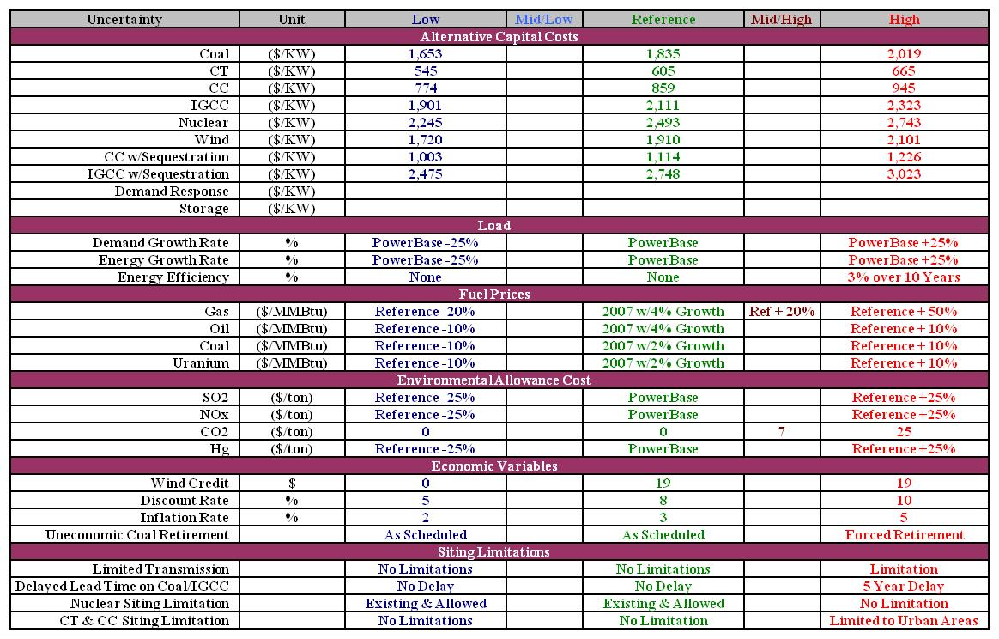 Uncertainty Unit Low Mid/Low Reference Mid/High High
Alternative Capital Costs
Coal ($/KW) 1,653 1,835 2,019
CT ($/KW) 545 605 665
CC ($/KW) 774 859 945
IGCC ($/KW) 1,901 2,111 2,323
Nuclear ($/KW) 2,245 2,493 2,743
Wind ($/KW) 1,720 1,910 2,101
CC w/Sequestration ($/KW) 1,003 1,114 1,226
IGCC w/Sequestration ($/KW) 2,475 2,748 3,023
Demand Response ($/KW)
Storage ($/KW)
Load
Demand Growth Rate % PowerBase -25% PowerBase PowerBase +25%
Energy Growth Rate % PowerBase -25% PowerBase PowerBase +25%
Energy Efficiency % None None 3% over 10 Years
Fuel Prices
Gas ($/MMBtu) Reference -20% 2007 w/4% Growth Ref + 20% Reference + 50%
Oil ($/MMBtu) Reference -10% 2007 w/4% Growth Reference + 10%
Coal ($/MMBtu) Reference -10% 2007 w/2% Growth Reference + 10%
Uranium ($/MMBtu) Reference -10% 2007 w/2% Growth Reference + 10%
Environmental Allowance Cost
SO2 ($/ton) Reference -25% PowerBase Reference +25%
NOx ($/ton) Reference -25% PowerBase Reference +25%
CO2 ($/ton) 0 0 7 25
Hg ($/ton) Reference -25% PowerBase Reference +25%
Economic Variables
Wind Credit $ 0 19 19
Discount Rate % 5 8 10
Inflation Rate % 2 3 5
Uneconomic Coal Retirement As Scheduled As Scheduled Forced Retirement
Siting Limitations
Limited Transmission No Limitations No Limitations Limitation
Delayed Lead Time on Coal/IGCC No Delay No Delay 5 Year Delay
Nuclear Siting Limitation Existing & Allowed Existing & Allowed No Limitation
CT & CC Siting Limitation No Limitations No Limitation Limited to Urban Areas